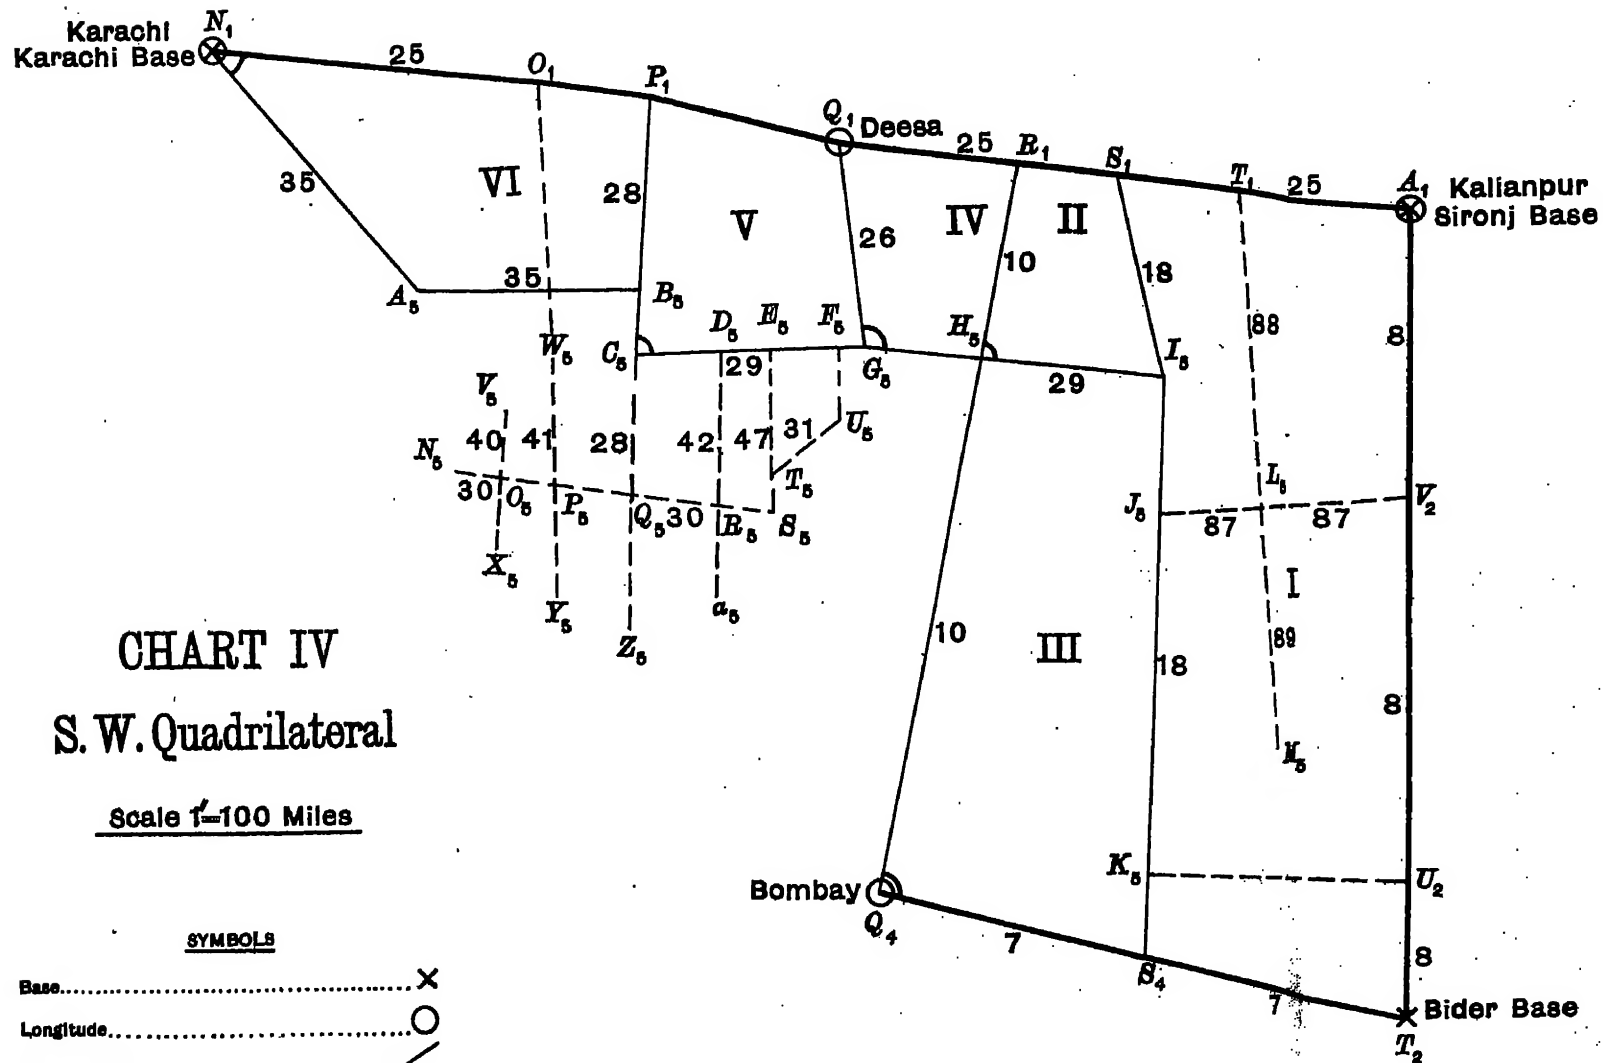 Karachi
Karachi Base
N₁
25
O₁
P₁
Q₁ Deesa
25
R₁
S₁
T₁
25
A₁
Kalianpur
Sironj Base
35
VI
28
V
26
IV
10
II
18
88
8
A₅
35
B₅
W₅
C₅
D₅
E₅
F₅
29
G₅
H₅
29
I₅
V₅
N₅
40
41
28
42
47
31
U₅
T₅
30
O₅
P₅
Q₅
30
R₅
S₅
X₅
Y₅
Z₅
a₅
J₅
87
L₅
87
V₂
I
89
M₅
10
III
18
8
CHART IV
S. W. Quadrilateral
Scale 1"=100 Miles
K₅
U₂
Bombay
Q₄
7
S₄
7
8
Bider Base
T₂
SYMBOLS
Base
Longitude